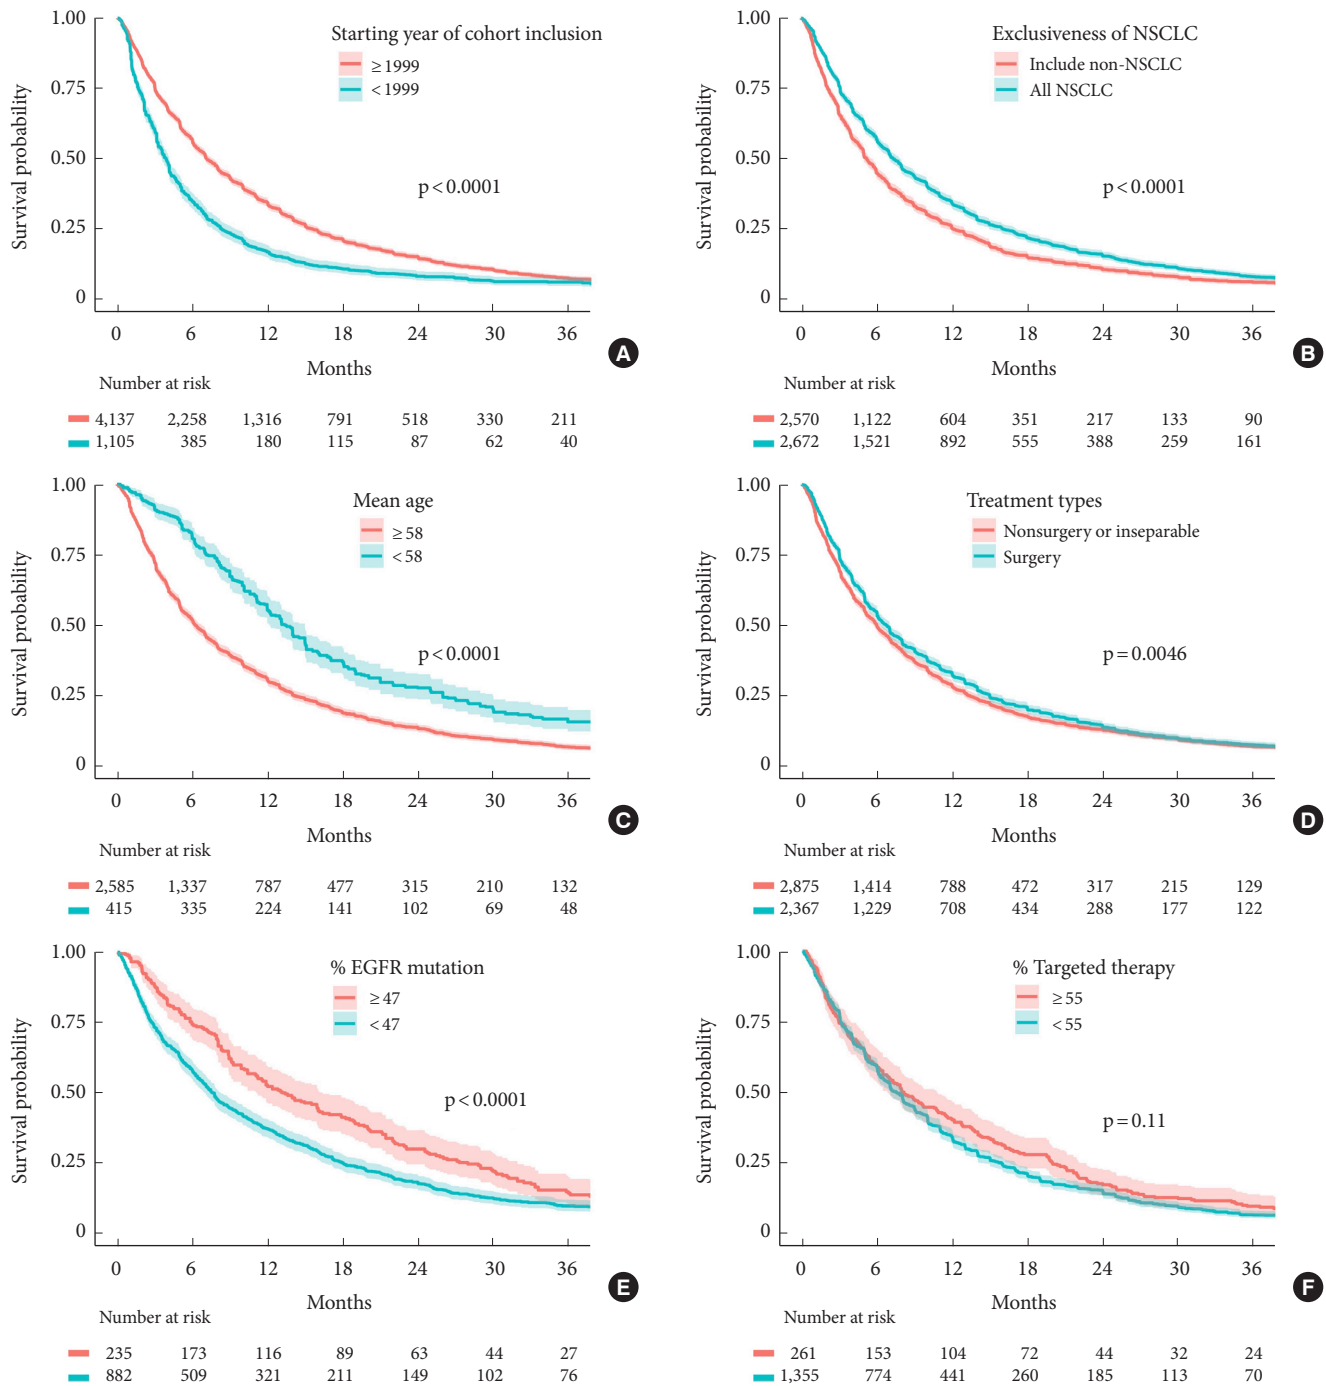 1.00
0.75
0.50
0.25
0
Survival probability
Starting year of cohort inclusion
≥1999
<1999
p<0.0001
0 6 12 18 24 30 36
Months
A
Number at risk
4,137 2,258 1,316 791 518 330 211
1,105 385 180 115 87 62 40
1.00
0.75
0.50
0.25
0
Survival probability
Exclusiveness of NSCLC
Include non-NSCLC
All NSCLC
p<0.0001
0 6 12 18 24 30 36
Months
B
Number at risk
2,570 1,122 604 351 217 133 90
2,672 1,521 892 555 388 259 161
1.00
0.75
0.50
0.25
0
Survival probability
Mean age
≥58
<58
p<0.0001
0 6 12 18 24 30 36
Months
C
Number at risk
2,585 1,337 787 477 315 210 132
415 335 224 141 102 69 48
1.00
0.75
0.50
0.25
0
Survival probability
Treatment types
Nonsurgery or inseparable
Surgery
p=0.0046
0 6 12 18 24 30 36
Months
D
Number at risk
2,875 1,414 788 472 317 215 129
2,367 1,229 708 434 288 177 122
1.00
0.75
0.50
0.25
0
Survival probability
% EGFR mutation
≥47
<47
p<0.0001
0 6 12 18 24 30 36
Months
E
Number at risk
235 173 116 89 63 44 27
882 509 321 211 149 102 76
1.00
0.75
0.50
0.25
0
Survival probability
% Targeted therapy
≥55
<55
p=0.11
0 6 12 18 24 30 36
Months
F
Number at risk
261 153 104 72 44 32 24
1,355 774 441 260 185 113 70